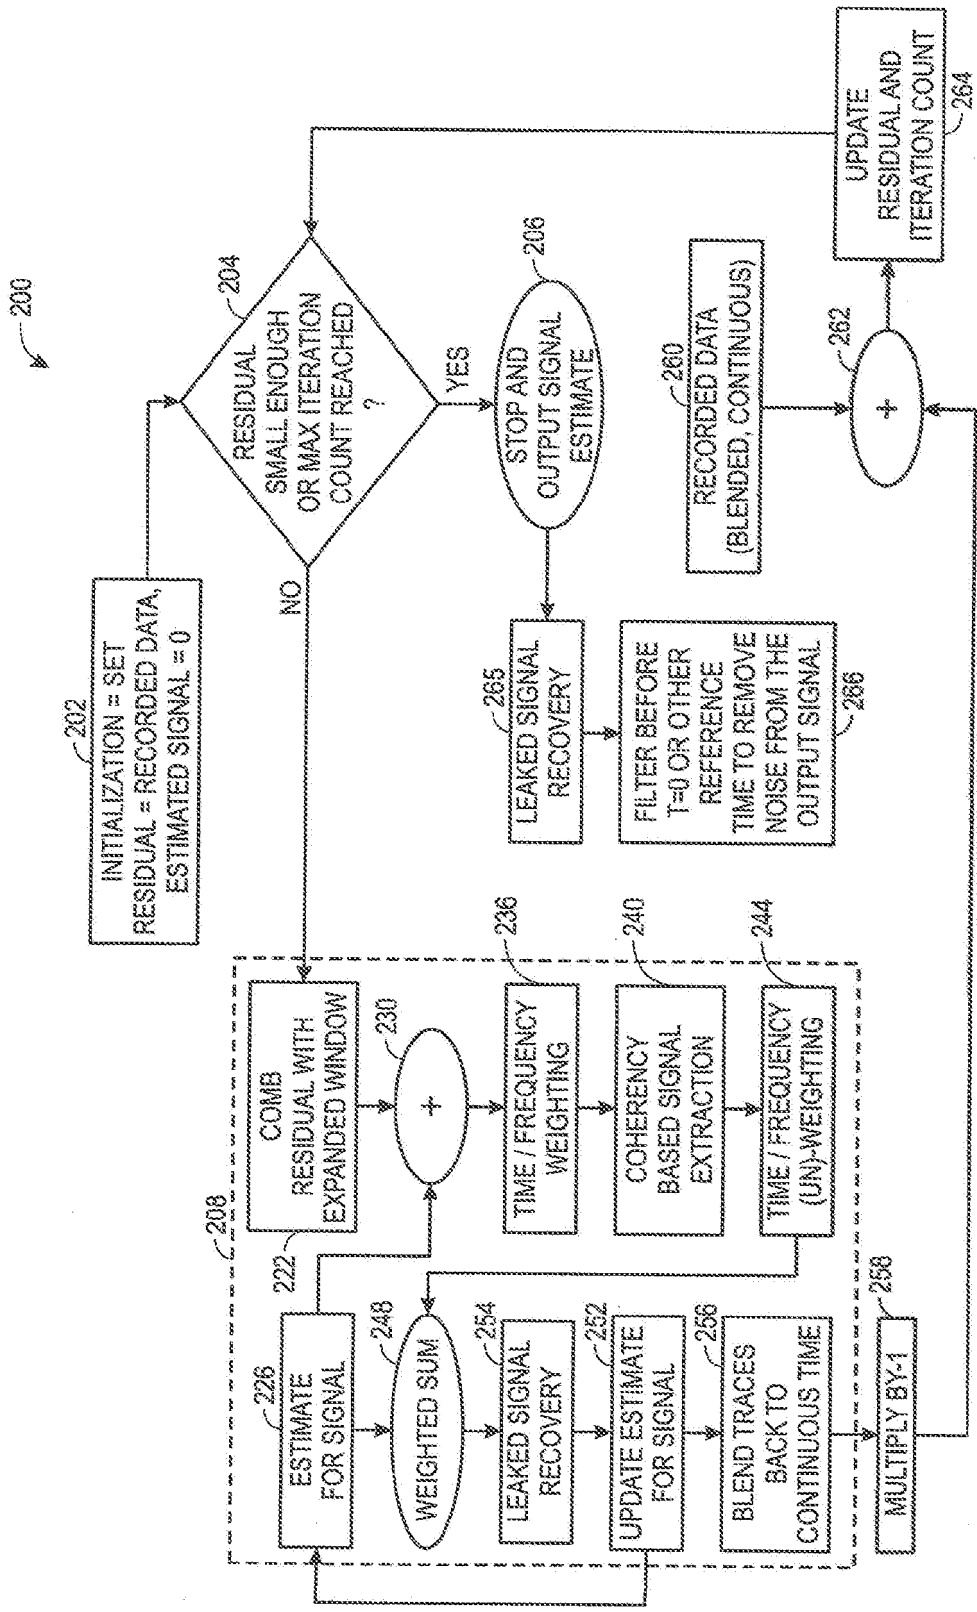 200
202
INITIALIZATION = SET
RESIDUAL = RECORDED DATA,
ESTIMATED SIGNAL = 0
204
RESIDUAL
SMALL ENOUGH
OR MAX ITERATION
COUNT REACHED
?
NO
YES
206
STOP AND
OUTPUT SIGNAL
ESTIMATE
265
LEAKED SIGNAL
RECOVERY
FILTER BEFORE
T=0 OR OTHER
REFERENCE
TIME TO REMOVE
NOISE FROM THE
OUTPUT SIGNAL
266
208
COMB
RESIDUAL WITH
EXPANDED WINDOW
222
226
ESTIMATE
FOR SIGNAL
230
+
TIME / FREQUENCY
WEIGHTING
236
COHERENCY
BASED SIGNAL
EXTRACTION
240
TIME / FREQUENCY
(UN)-WEIGHTING
244
248
WEIGHTED SUM
254
LEAKED SIGNAL
RECOVERY
252
UPDATE ESTIMATE
FOR SIGNAL
256
BLEND TRACES
BACK TO
CONTINUOUS TIME
258
MULTIPLY BY-1
260
RECORDED DATA
(BLENDED, CONTINUOUS)
262
+
UPDATE
RESIDUAL AND
ITERATION COUNT
264